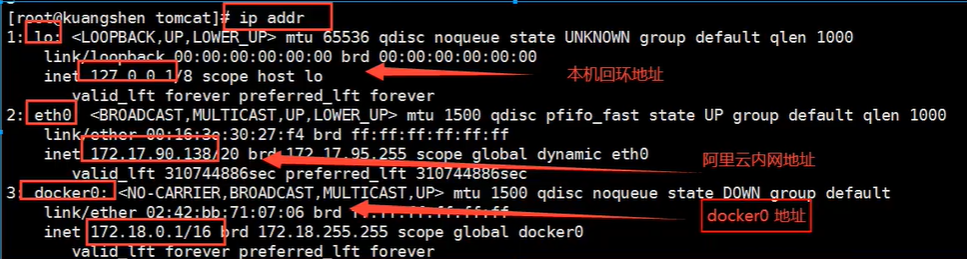 [root@kuangshen tomcat]# ip addr
1: lo: <LOOPBACK,UP,LOWER_UP> mtu 65536 qdisc noqueue state UNKNOWN group default qlen 1000
link/loopback 00:00:00:00:00:00 brd 00:00:00:00:00:00
inet 127.0.0.1/8 scope host lo
本机回环地址
valid_lft forever preferred_lft forever
2: eth0 <BROADCAST,MULTICAST,UP,LOWER_UP> mtu 1500 qdisc pfifo_fast state UP group default qlen 1000
link/ether 00:16:3e:30:27:f4 brd ff:ff:ff:ff:ff:ff
inet 172.17.90.138/20 brd 172.17.95.255 scope global dynamic eth0
阿里云内网地址
valid_lft 310744886sec preferred_lft 310744886sec
3: docker0: <NO-CARRIER,BROADCAST,MULTICAST,UP> mtu 1500 qdisc noqueue state DOWN group default
link/ether 02:42:bb:71:07:06 brd ff:ff:ff:ff:ff:ff
docker0 地址
inet 172.18.0.1/16 brd 172.18.255.255 scope global docker0
valid_lft forever preferred_lft forever